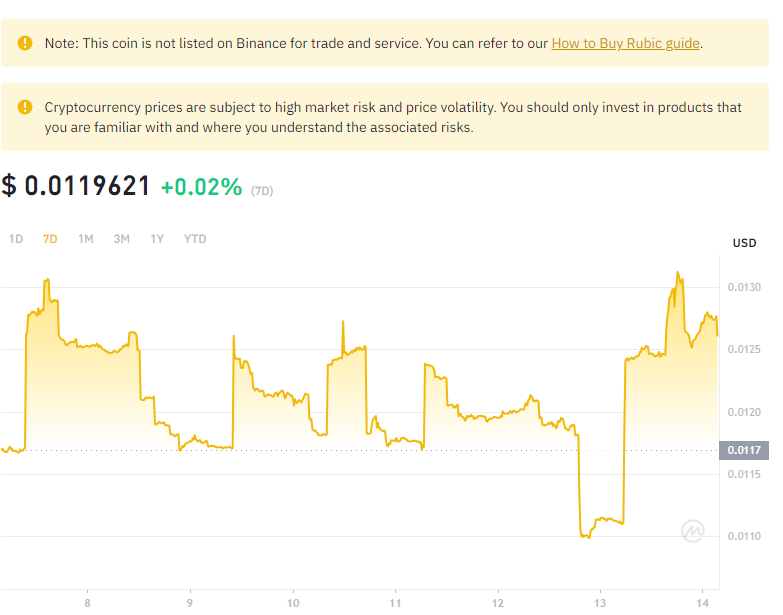 Note: This coin is not listed on Binance for trade and service. You can refer to our How to Buy Rubic guide.
Cryptocurrency prices are subject to high market risk and price volatility. You should only invest in products that
you are familiar with and where you understand the associated risks.
$ 0.0119621 +0.02% (7D)
1D 7D 1M 3M 1Y YTD
USD
0.0130
0.0125
0.0120
0.0117
0.0115
0.0110
8 9 10 11 12 13 14